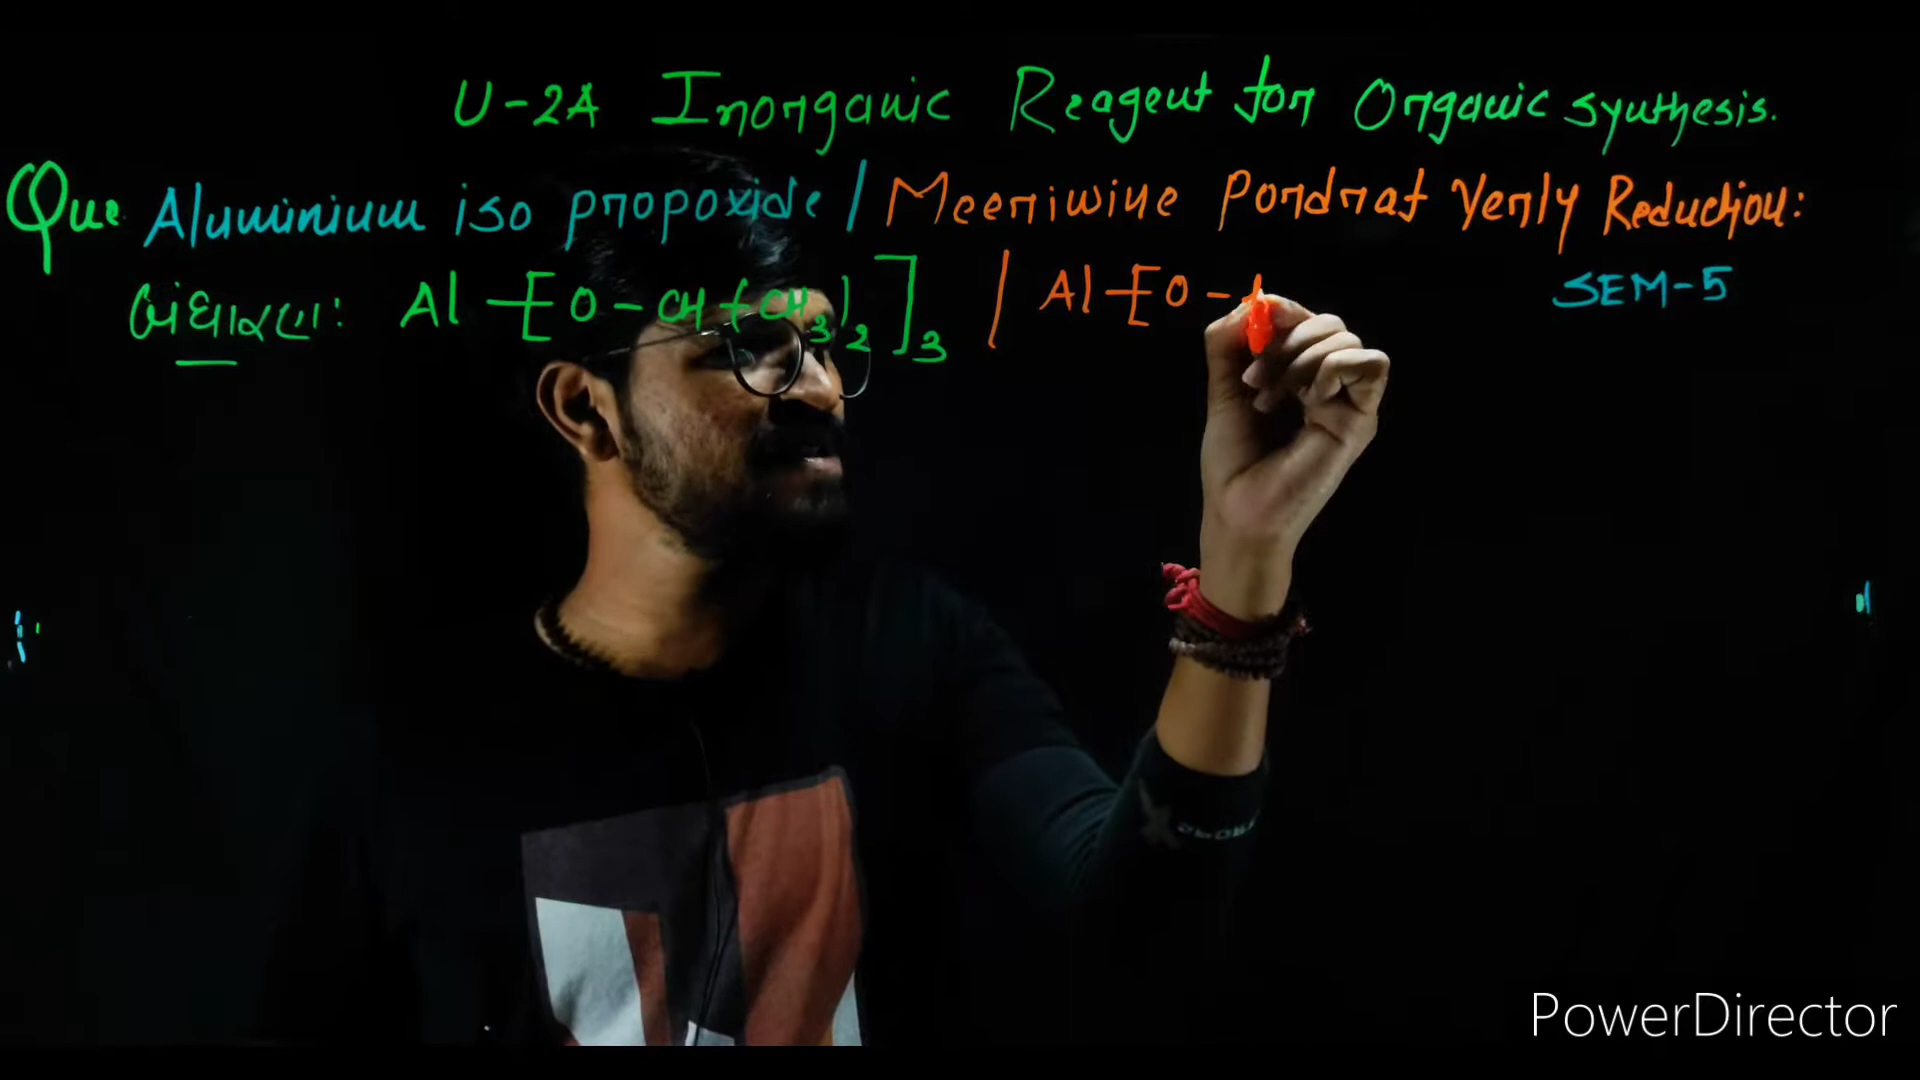 U-2A Inorganic Reagent for Organic synthesis.
Que Aluminium iso propoxide / Meeriwine Pondraf Yerly Reduction:
બંધારણ: Al -[ O - CH (CH3)2 ]3 / Al -[ O -
SEM-5
PowerDirector